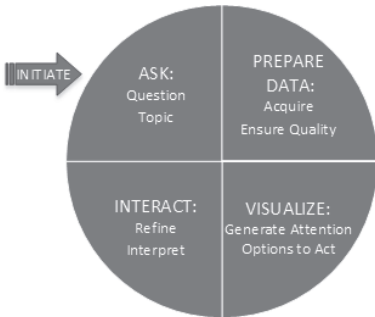 INITIATE
ASK:
Question
Topic
PREPARE
DATA:
Acquire
Ensure Quality
INTERACT:
Refine
Interpret
VISUALIZE:
Generate Attention
Options to Act